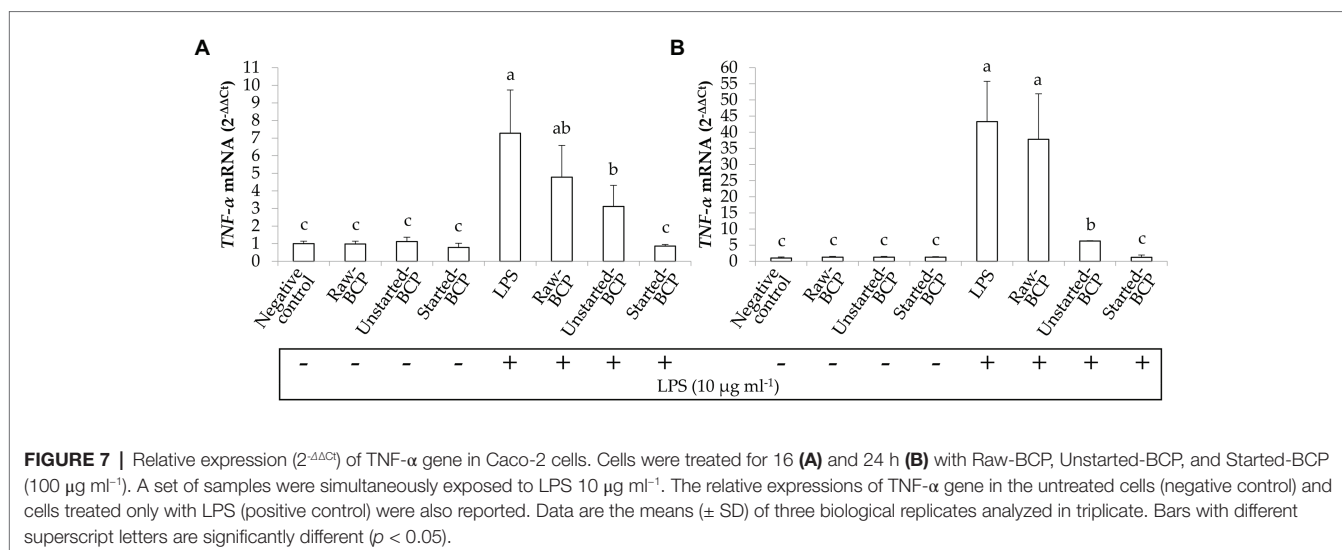 A
B
TNF-α mRNA (2-ΔΔCt)
11
10
9
8
7
6
5
4
3
2
1
0
c
c
c
c
a
ab
b
c
Negative control
Raw-BCP
Unstarted-BCP
Started-BCP
LPS
Raw-BCP
Unstarted-BCP
Started-BCP
TNF-α mRNA (2-ΔΔCt)
60
55
50
45
40
35
30
25
20
15
10
5
0
c
c
c
c
a
a
b
c
Negative control
Raw-BCP
Unstarted-BCP
Started-BCP
LPS
Raw-BCP
Unstarted-BCP
Started-BCP
- - - - + + + + - - - - + + + +
LPS (10 µg ml-1)
FIGURE 7 | Relative expression (2-ΔΔCt) of TNF-α gene in Caco-2 cells. Cells were treated for 16 (A) and 24 h (B) with Raw-BCP, Unstarted-BCP, and Started-BCP
(100 µg ml−1). A set of samples were simultaneously exposed to LPS 10 µg ml−1. The relative expressions of TNF-α gene in the untreated cells (negative control) and
cells treated only with LPS (positive control) were also reported. Data are the means (± SD) of three biological replicates analyzed in triplicate. Bars with different
superscript letters are significantly different (p < 0.05).